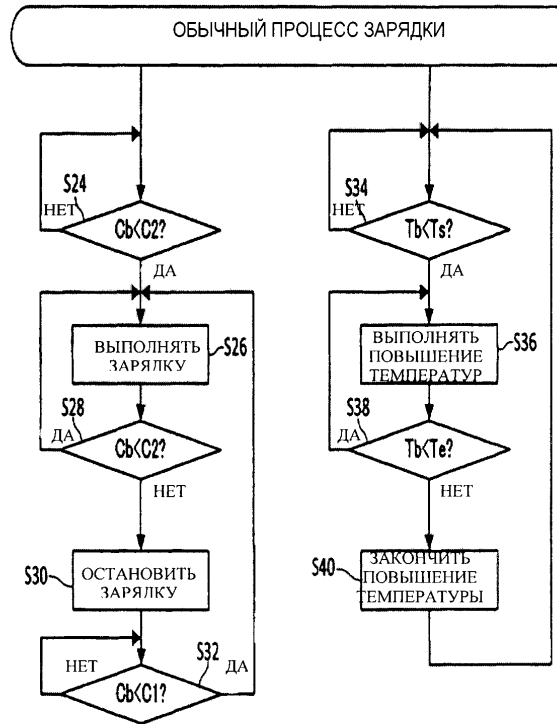 ОБЫЧНЫЙ ПРОЦЕСС ЗАРЯДКИ
S24
НЕТ
Cb<C2?
ДА
ВЫПОЛНЯТЬ
ЗАРЯДКУ
S26
S28
ДА
Cb<C2?
НЕТ
S30
ОСТАНОВИТЬ
ЗАРЯДКУ
НЕТ
S32
ДА
Cb<C1?
S34
НЕТ
Tb<Ts?
ДА
ВЫПОЛНЯТЬ
ПОВЫШЕНИЕ
ТЕМПЕРАТУР
S36
S38
ДА
Tb<Te?
НЕТ
S40
ЗАКОНЧИТЬ
ПОВЫШЕНИЕ
ТЕМПЕРАТУРЫ